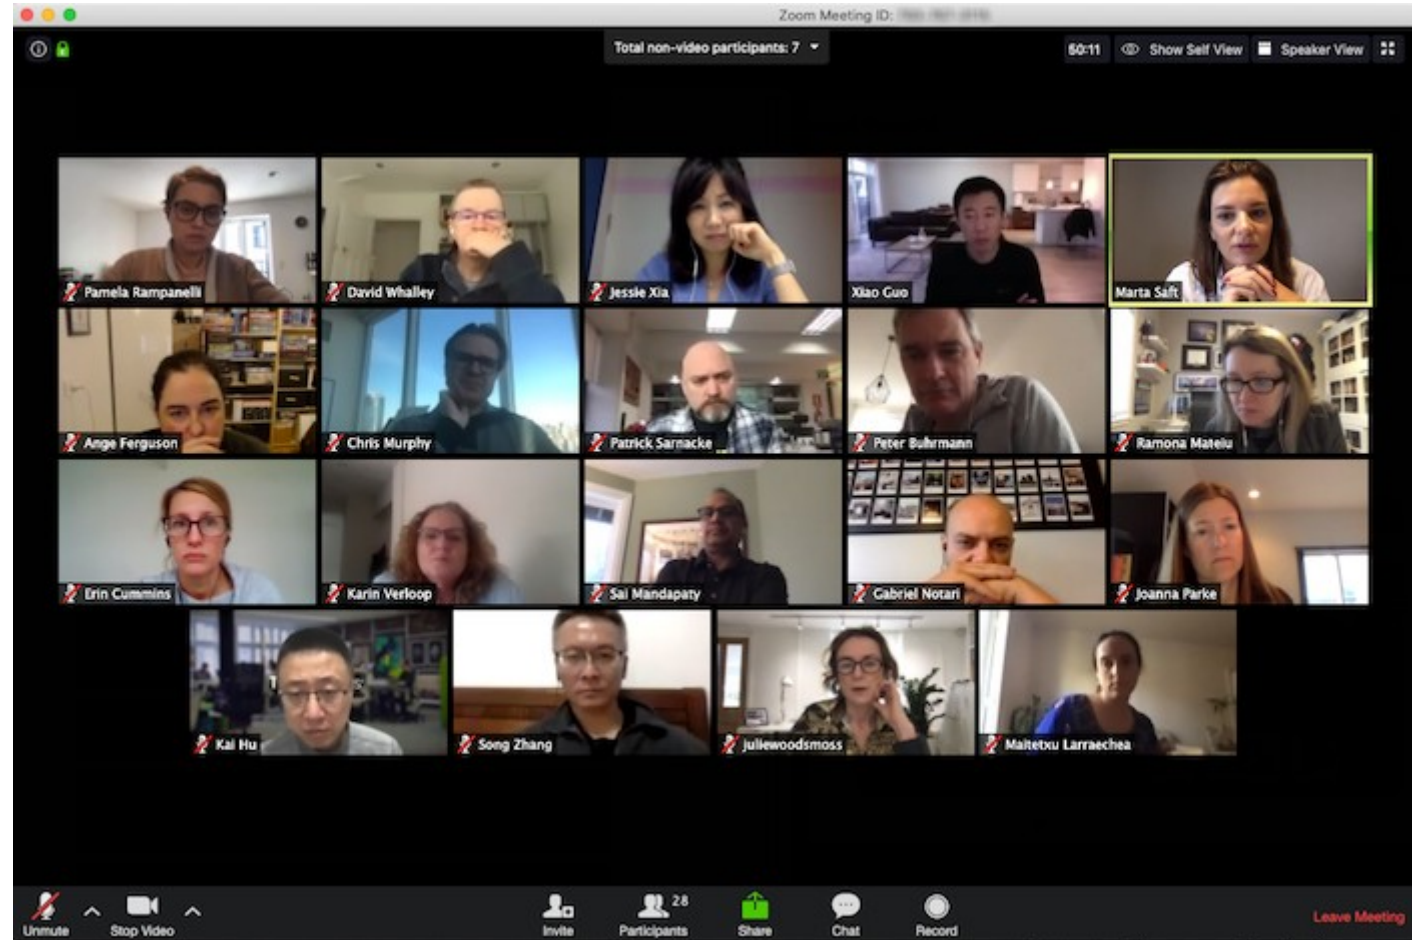 Zoom Meeting ID:
Total non-video participants: 7
50:11
Show Self View
Speaker View
Pamela Rampanelli
David Whalley
Jessie Xia
Xiao Guo
Marta Saft
Ange Ferguson
Chris Murphy
Patrick Sarnacke
Peter Buhrmann
Ramona Mateiu
Erin Cummins
Karin Verloop
Sai Mandapaty
Gabriel Notari
Joanna Parke
Kai Hu
Song Zhang
juliewoodsmoss
Maitetxu Larraechea
Unmute
Stop Video
Invite
Participants
28
Share
Chat
Record
Leave Meeting